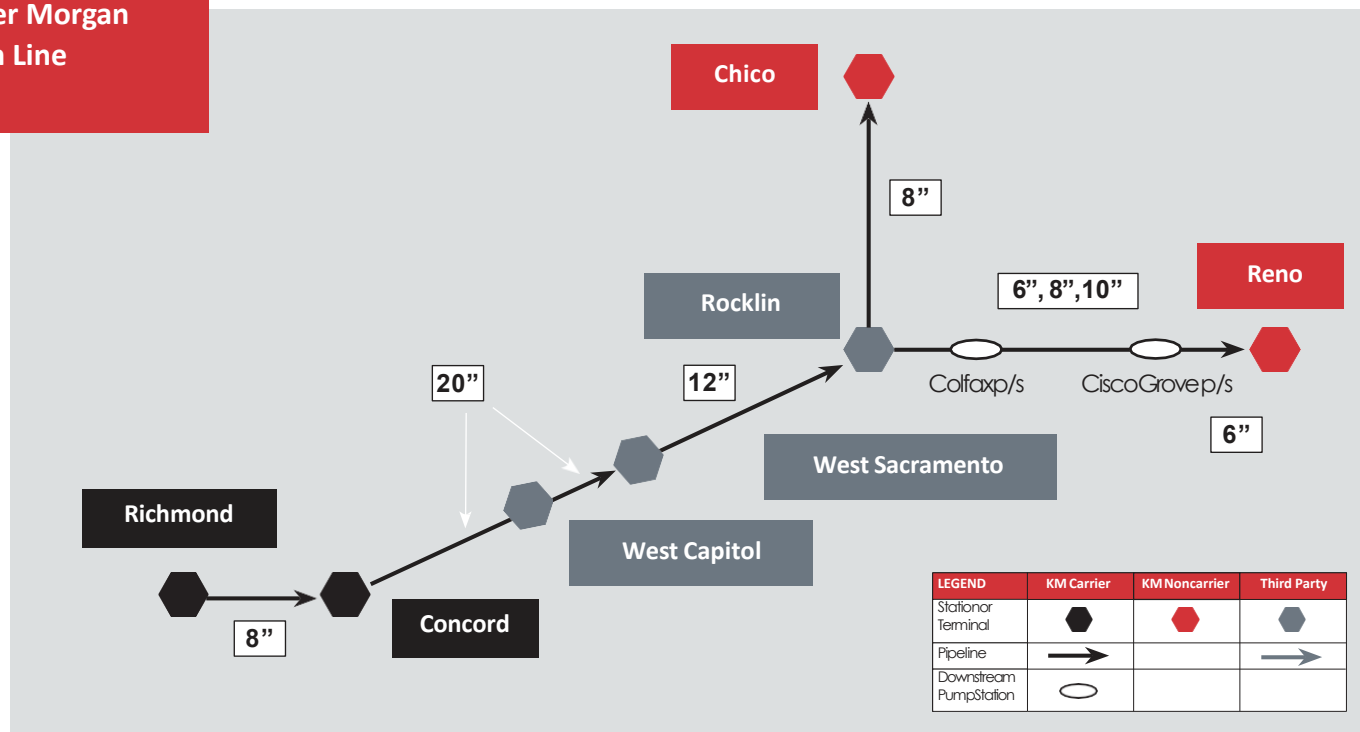 er Morgan
Line
Chico
8”
Reno
6”, 8”,10”
Rocklin
Colfaxp/s
CiscoGrovep/s
20”
12”
6”
West Sacramento
Richmond
West Capitol
Concord
8”
LEGEND KM Carrier KM Noncarrier Third Party
Stationor
Terminal
Pipeline
Downstream
PumpStation